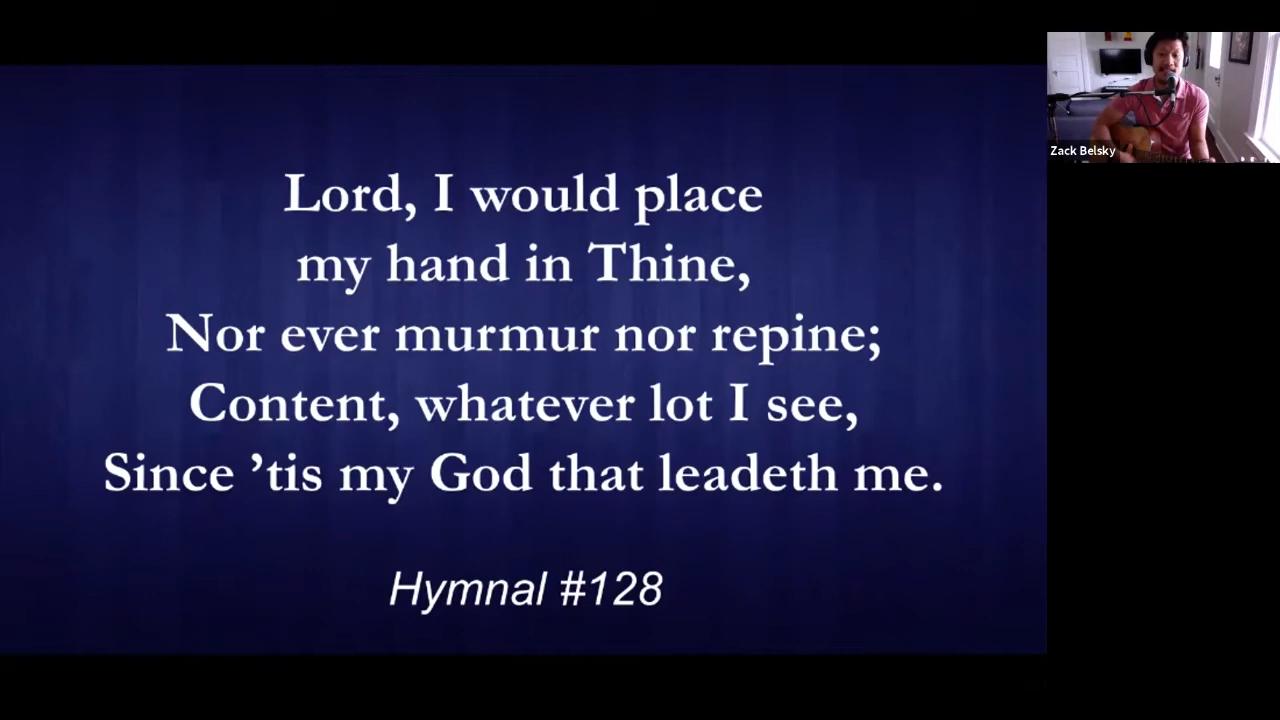 Lord, I would place
my hand in Thine,
Nor ever murmur nor repine;
Content, whatever lot I see,
Since ’tis my God that leadeth me.
Hymnal #128
Zack Belsky